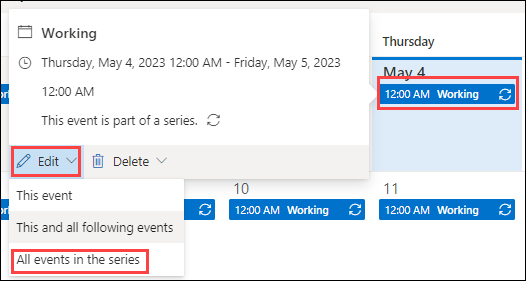 Working
Thursday, May 4, 2023 12:00 AM - Friday, May 5, 2023
12:00 AM
This event is part of a series.
Edit Delete
This event
This and all following events
All events in the series
Thursday
May 4
12:00 AM Working
10 11
12:00 AM Working 12:00 AM Working